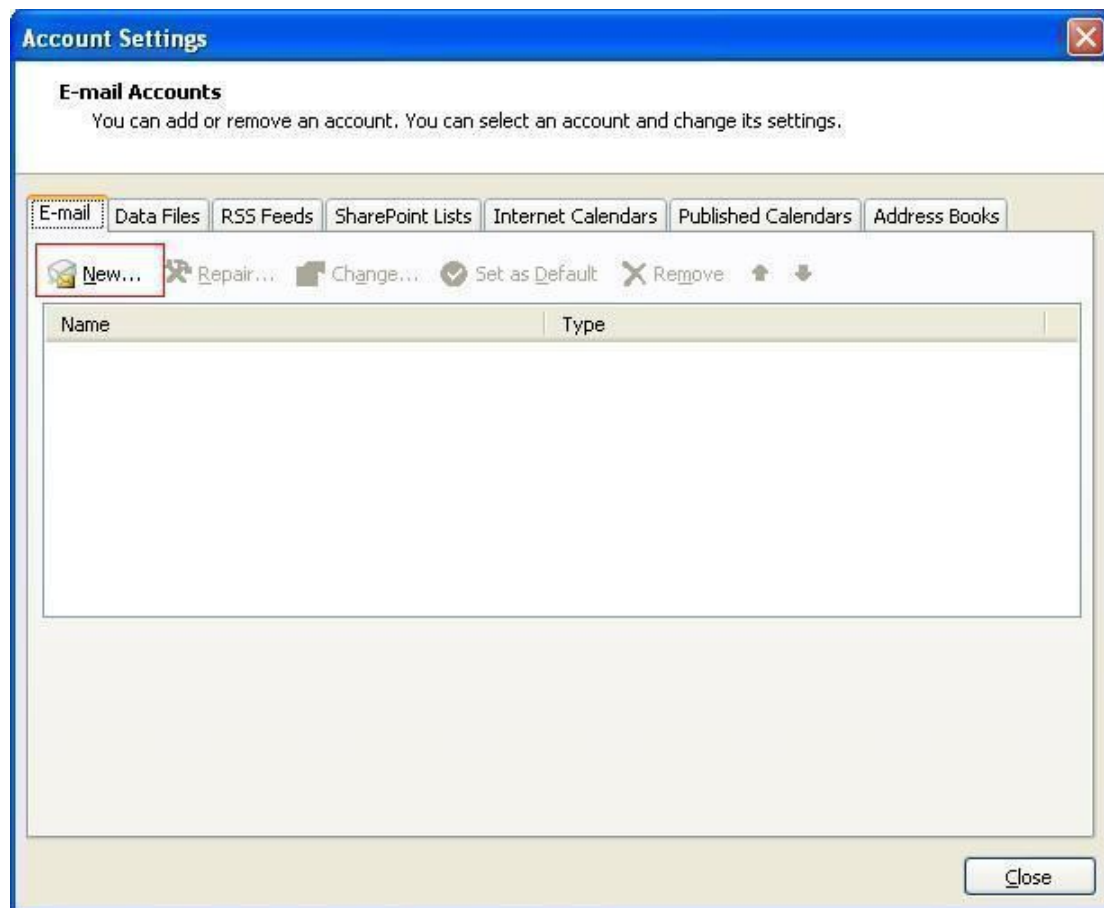 Account Settings
E-mail Accounts
You can add or remove an account. You can select an account and change its settings.
E-mail Data Files RSS Feeds SharePoint Lists Internet Calendars Published Calendars Address Books
New... Repair... Change... Set as Default Remove
Name Type
Close